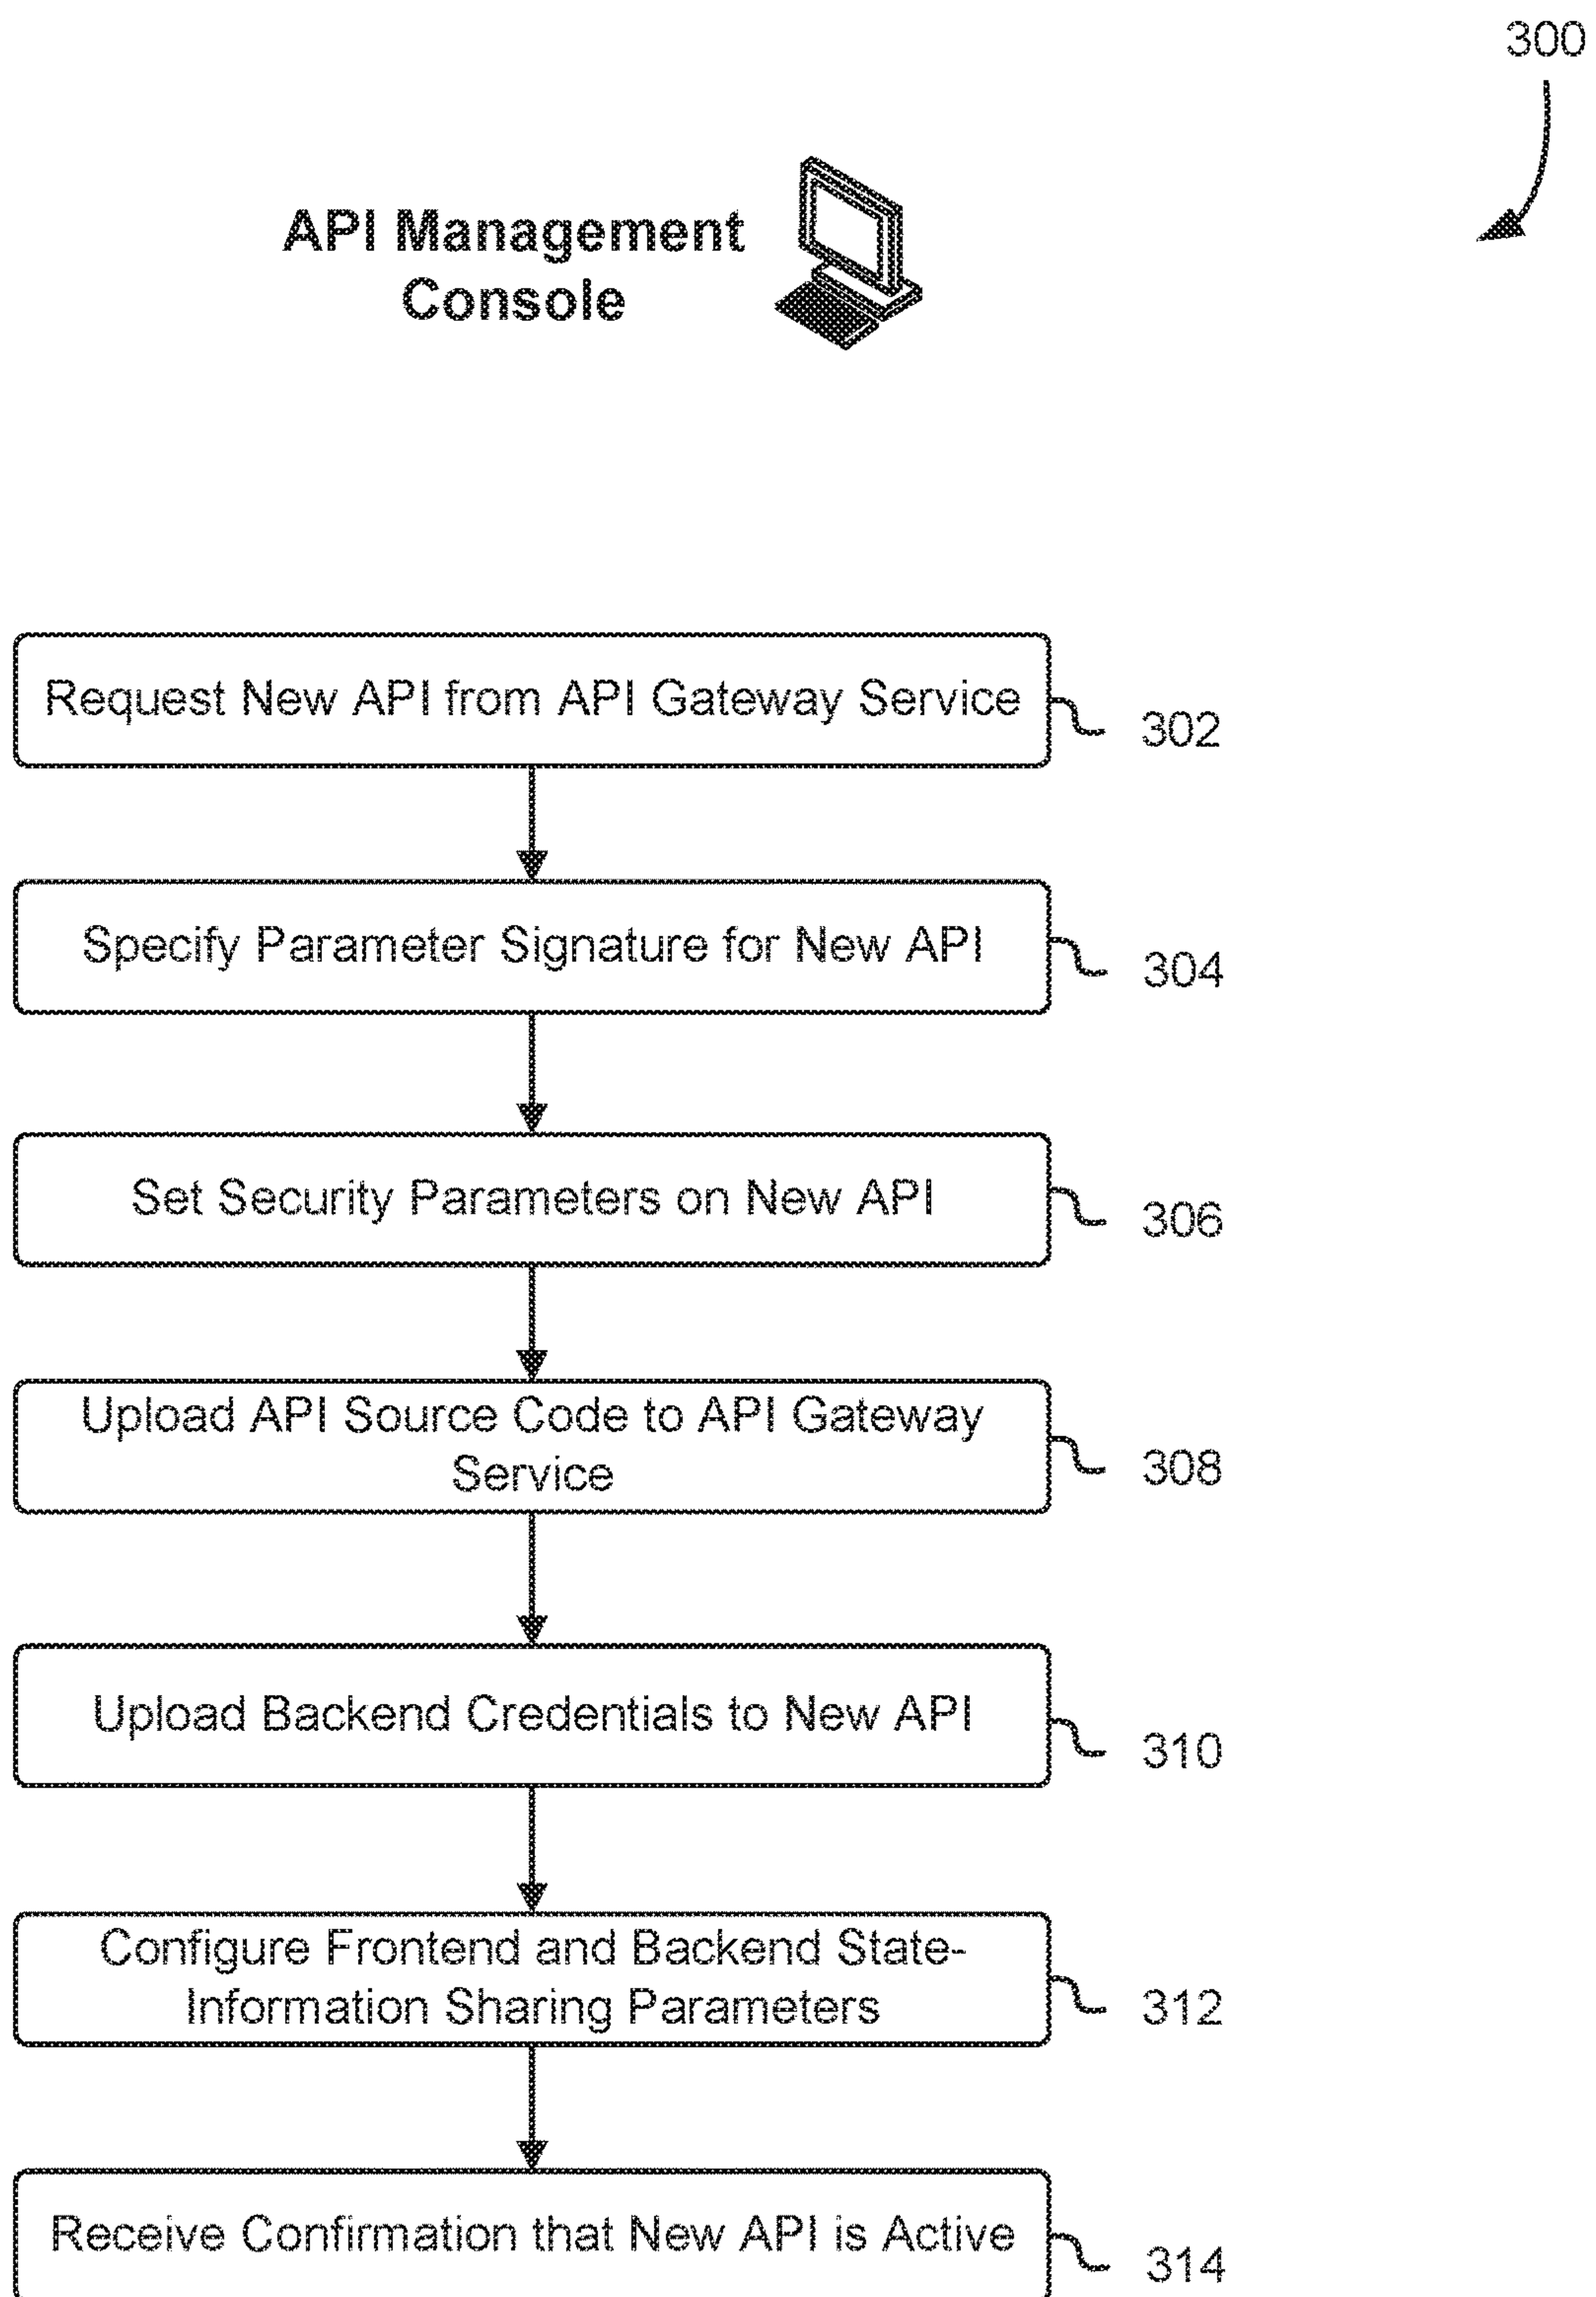 300
API Management
Console
Request New API from API Gateway Service
302
Specify Parameter Signature for New API
304
Set Security Parameters on New API
306
Upload API Source Code to API Gateway
Service
308
Upload Backend Credentials to New API
310
Configure Frontend and Backend State-
Information Sharing Parameters
312
Receive Confirmation that New API is Active
314